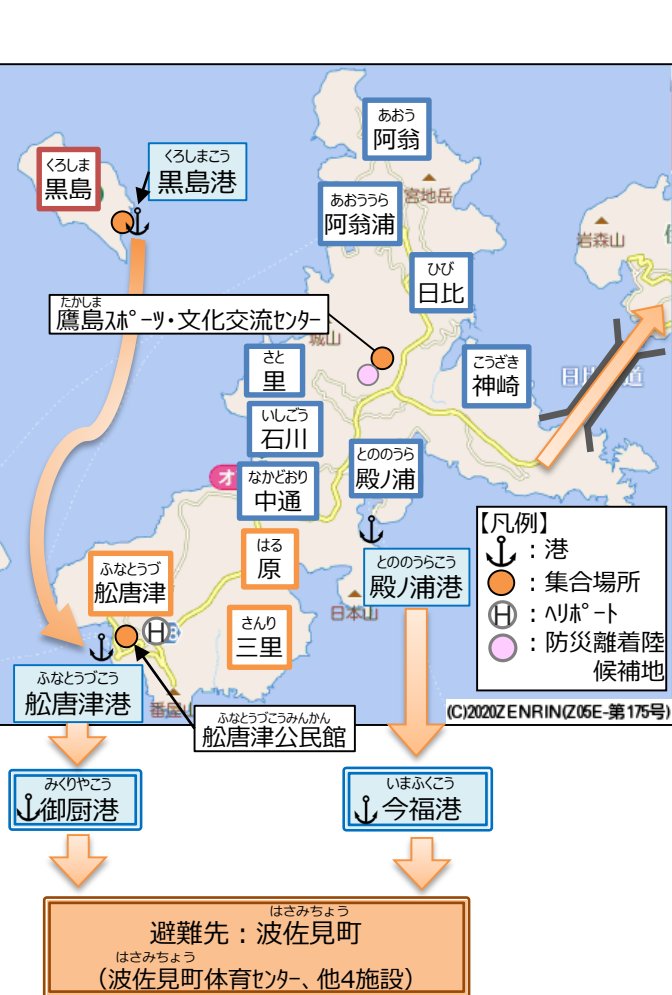 あおう
阿翁
くろしま
黒島
くろしまこう
黒島港
宮地岳
あおううら
阿翁浦
岩森山
ひび
日比
たかしま
鷹島スポーツ・文化交流センター
城山
さと
里
こうざき
神崎
日比水道
いしごう
石川
とののうら
殿ノ浦
オ
なかどおり
中通
【凡例】
：港
：集合場所
H：ヘリポート
：防災離着陸
候補地
はる
原
とののうらこう
殿ノ浦港
ふなとうづ
舩唐津
日本山
さんり
三里
H
ふなとうづこう
舩唐津港
番屋
ふなとうづこうみんかん
舩唐津公民館
(C)2020ZENRIN(Z05E-第175号)
みくりやこう
御厨港
いまふくこう
今福港
はさみちょう
避難先：波佐見町
はさみちょう
（波佐見町体育センター、他4施設）